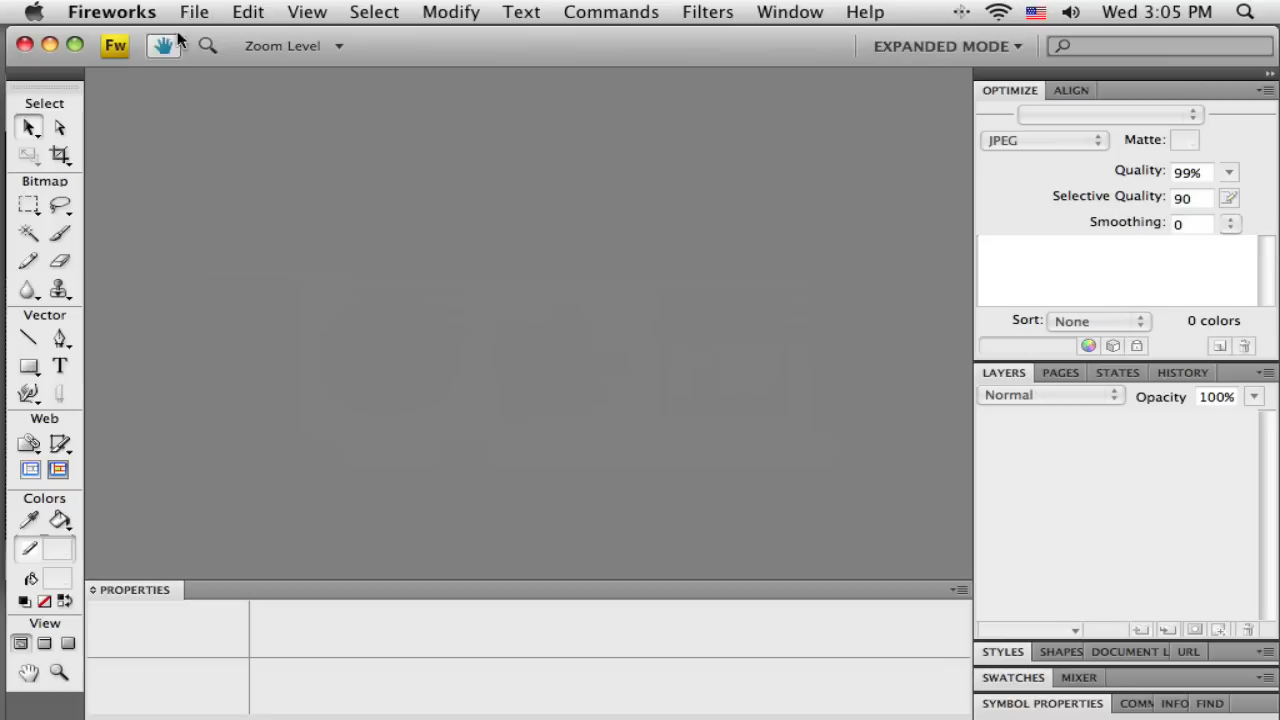 Fireworks File Edit View Select Modify Text Commands Filters Window Help Wed 3:05 PM
Fw Zoom Level EXPANDED MODE
Select
Bitmap
Vector
T
Web
Colors
View
PROPERTIES
OPTIMIZE ALIGN
JPEG Matte:
Quality: 99%
Selective Quality: 90
Smoothing: 0
Sort: None 0 colors
LAYERS PAGES STATES HISTORY
Normal Opacity 100%
STYLES SHAPES DOCUMENT L URL
SWATCHES MIXER
SYMBOL PROPERTIES COMM INFO FIND